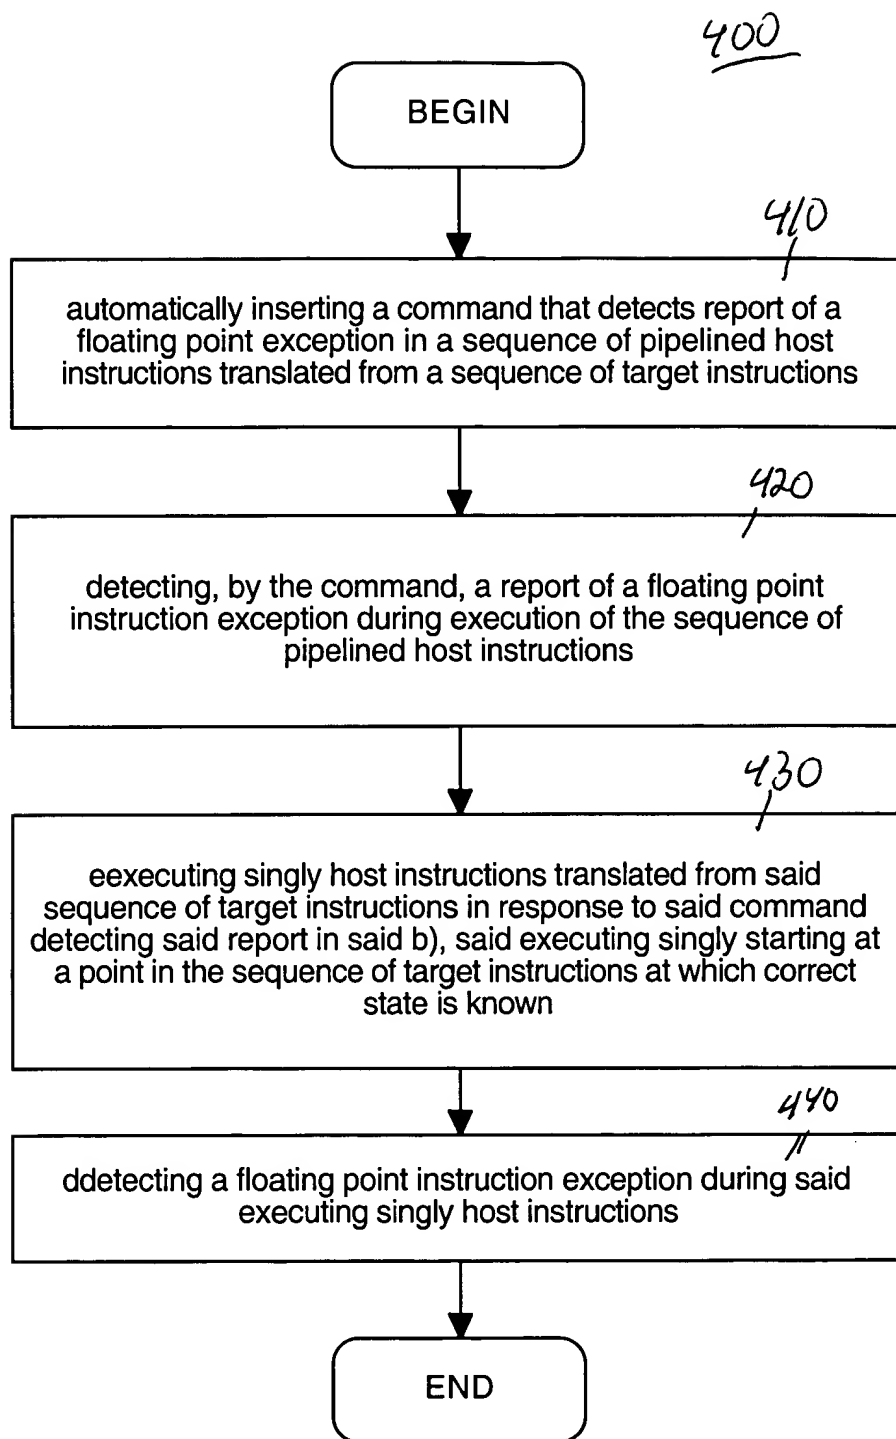 400
BEGIN
410
automatically inserting a command that detects report of a
floating point exception in a sequence of pipelined host
instructions translated from a sequence of target instructions
420
detecting, by the command, a report of a floating point
instruction exception during execution of the sequence of
pipelined host instructions
430
eexecuting singly host instructions translated from said
sequence of target instructions in response to said command
detecting said report in said b), said executing singly starting at
a point in the sequence of target instructions at which correct
state is known
440
ddetecting a floating point instruction exception during said
executing singly host instructions
END